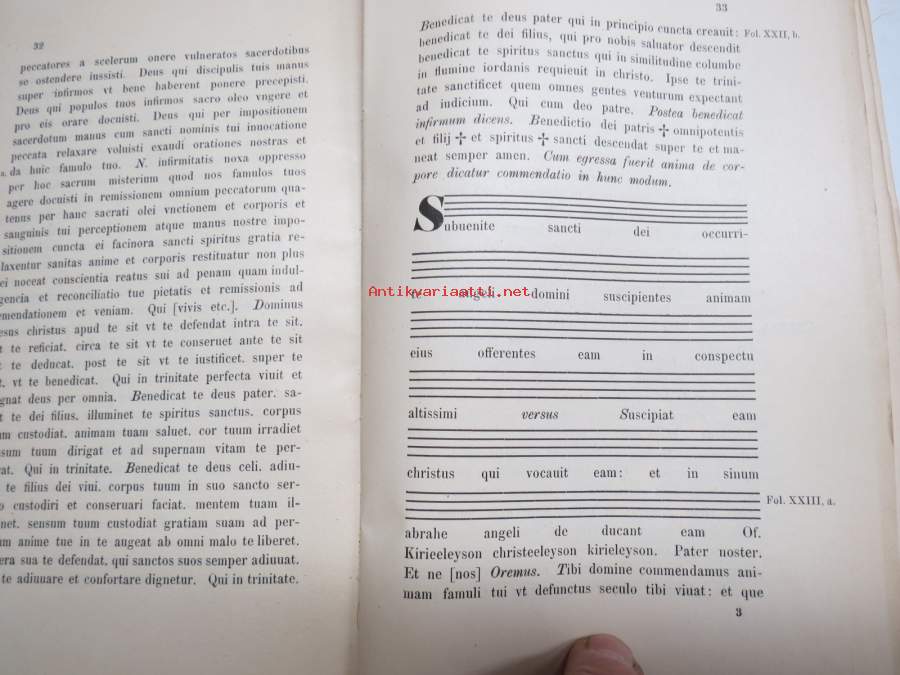 32
peccatores a scelerum onere vulneratos sacerdotibus
se ostendere iussisti. Deus qui discipulis tuis manus
super infirmos vt bene haberent ponere precepisti.
Deus qui populos tuos infirmos sacro oleo vngere et
pro eis orare docuisti. Deus qui per impositionem
sacerdotum manus cum sancti nominis tui inuocatione
peccata relaxare voluisti exaudi orationes nostras et
da huic famulo tuo. N. infirmitatis noxa oppresso
per hoc sacrum misterium quod nos famulos tuos
agere docuisti in remissionem omnium peccatorum qua-
tenus per hanc sacrati olei vnctionem et corporis et
sanguinis tui perceptionem atque manus nostre impo-
sitionem cuncta ei facinora sancti spiritus gratia re-
laxentur sanitas anime et corporis restituatur non plus
ei noceat conscientia reatus sui ad penam quam indul-
gencia et reconciliatio tue pietatis et remissionis ad
emendationem et veniam. Qui [vivis etc.]. Dominus
esus christus apud te sit vt te defendat intra te sit.
t te reficiat. circa te sit vt te conseruet ante te sit
t te deducat. post te sit vt te iustificet. super te
t. vt te benedicat. Qui in trinitate perfecta viuit et
gnat deus per omnia. Benedicat te deus pater. sa-
t te dei filius. illuminet te spiritus sanctus. corpus
um custodiat. animam tuam saluet. cor tuum irradiet
sum tuum dirigat et ad supernam vitam te per-
at. Qui in trinitate. Benedicat te deus celi. adiu-
te filius dei viui. corpus tuum in suo sancto ser-
o custodiri et conseruari faciat. mentem tuam il-
net. sensum tuum custodiat gratiam suam ad per-
um anime tue in te augeat ab omni malo te liberet.
era sua te defendat. qui sanctos suos semper adiuuat.
te adiuuare et confortare dignetur. Qui in trinitate.
33
Benedicat te deus pater qui in principio cuncta creauit: Fol. XXII, b.
benedicat te dei filius, qui pro nobis saluator descendit
benedicat te spiritus sanctus qui in similitudine columbe
in flumine iordanis requieuit in christo. Ipse te trini-
tate sanctificet quem omnes gentes venturum expectant
ad iudicium. Qui cum deo patre. Postea benedicat
infirmum dicens. Benedictio dei patris ✢ omnipotentis
et filij ✢ et spiritus ✢ sancti descendat super te et ma-
neat semper amen. Cum egressa fuerit anima de cor-
pore dicatur commendatio in hunc modum.
Subuenite sancti dei occurri-
te angeli domini suscipientes animam
Antikvariaatti.net
eius offerentes eam in conspectu
altissimi versus Suscipiat eam
christus qui vocauit eam: et in sinum
Fol. XXIII, a.
abrahe angeli de ducant eam Of.
Kirieeleyson christeeleyson kirieleyson. Pater noster.
Et ne [nos] Oremus. Tibi domine commendamus ani-
mam famuli tui vt defunctus seculo tibi viuat: et que
3